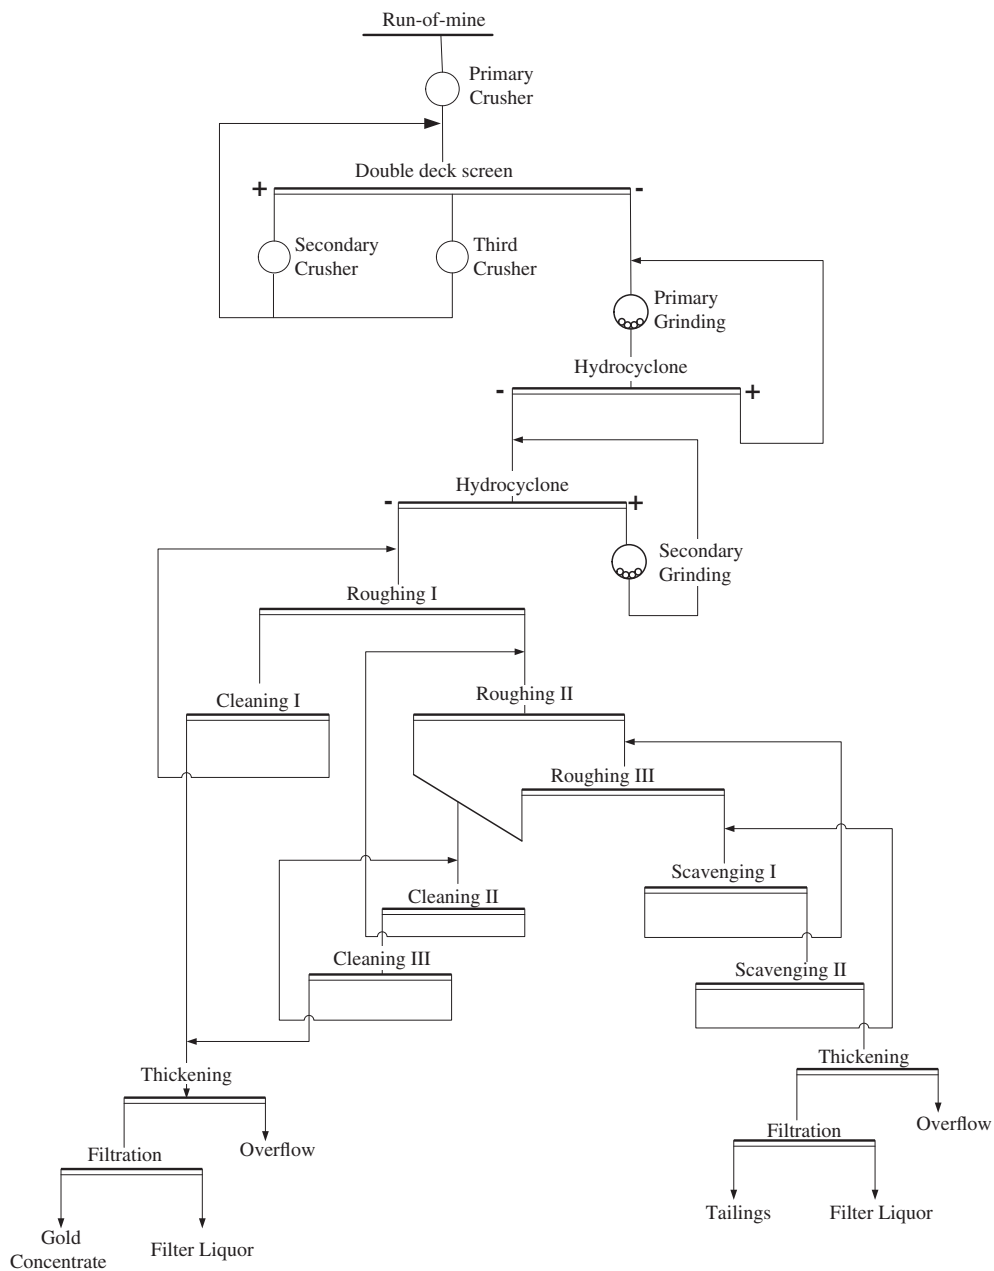 Run-of-mine
Primary
Crusher
Double deck screen
+
-
Secondary
Crusher
Third
Crusher
Primary
Grinding
Hydrocyclone
-
+
Hydrocyclone
-
+
Secondary
Grinding
Roughing I
Cleaning I
Roughing II
Roughing III
Scavenging I
Cleaning II
Cleaning III
Scavenging II
Thickening
Thickening
Overflow
Overflow
Filtration
Filtration
Tailings
Filter Liquor
Gold
Concentrate
Filter Liquor